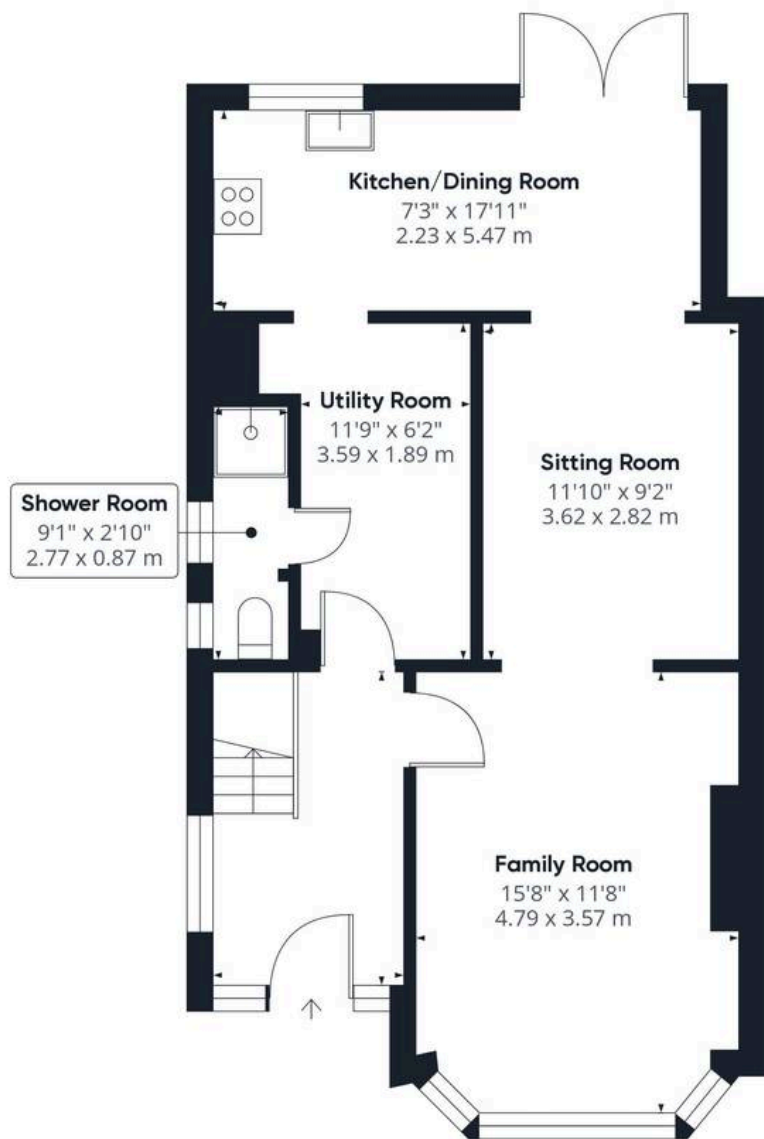 Kitchen/Dining Room
7'3" x 17'11"
2.23 x 5.47 m
Utility Room
11'9" x 6'2"
3.59 x 1.89 m
Sitting Room
11'10" x 9'2"
3.62 x 2.82 m
Shower Room
9'1" x 2'10"
2.77 x 0.87 m
Family Room
15'8" x 11'8"
4.79 x 3.57 m